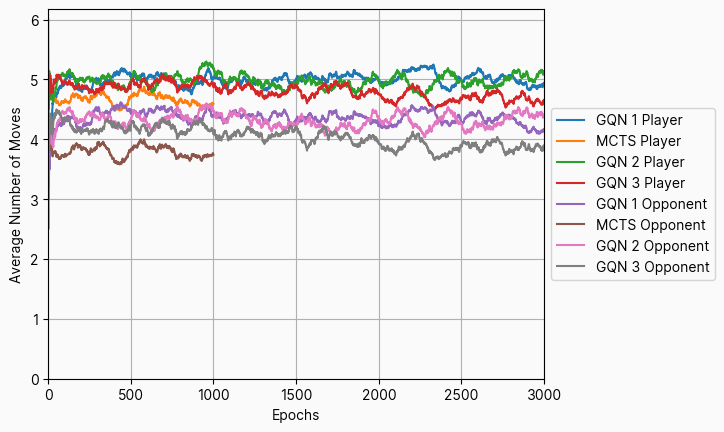 Average Number of Moves
6
5
4
3
2
1
0
0 500 1000 1500 2000 2500 3000
Epochs
GQN 1 Player
MCTS Player
GQN 2 Player
GQN 3 Player
GQN 1 Opponent
MCTS Opponent
GQN 2 Opponent
GQN 3 Opponent